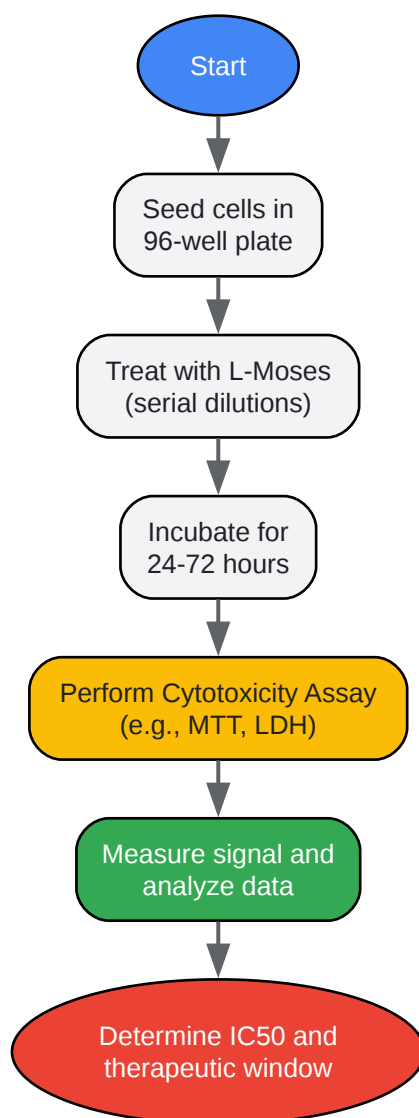 Start
Seed cells in
96-well plate
Treat with L-Moses
(serial dilutions)
Incubate for
24-72 hours
Perform Cytotoxicity Assay
(e.g., MTT, LDH)
Measure signal and
analyze data
Determine IC50 and
therapeutic window